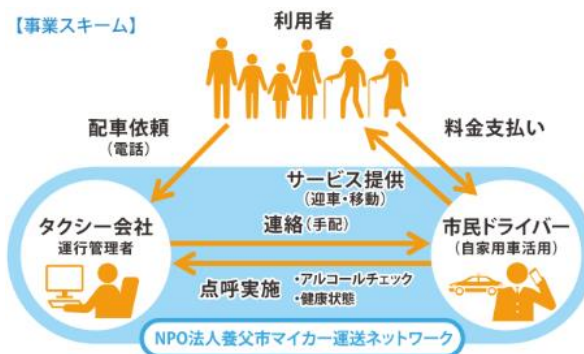 【事業スキーム】
利用者
配車依頼
(電話)
料金支払い
サービス提供
(迎車・移動)
タクシー会社
運行管理者
連絡(手配)
市民ドライバー
(自家用車活用)
点呼実施
・アルコールチェック
・健康状態
NPO法人養父市マイカー運送ネットワーク